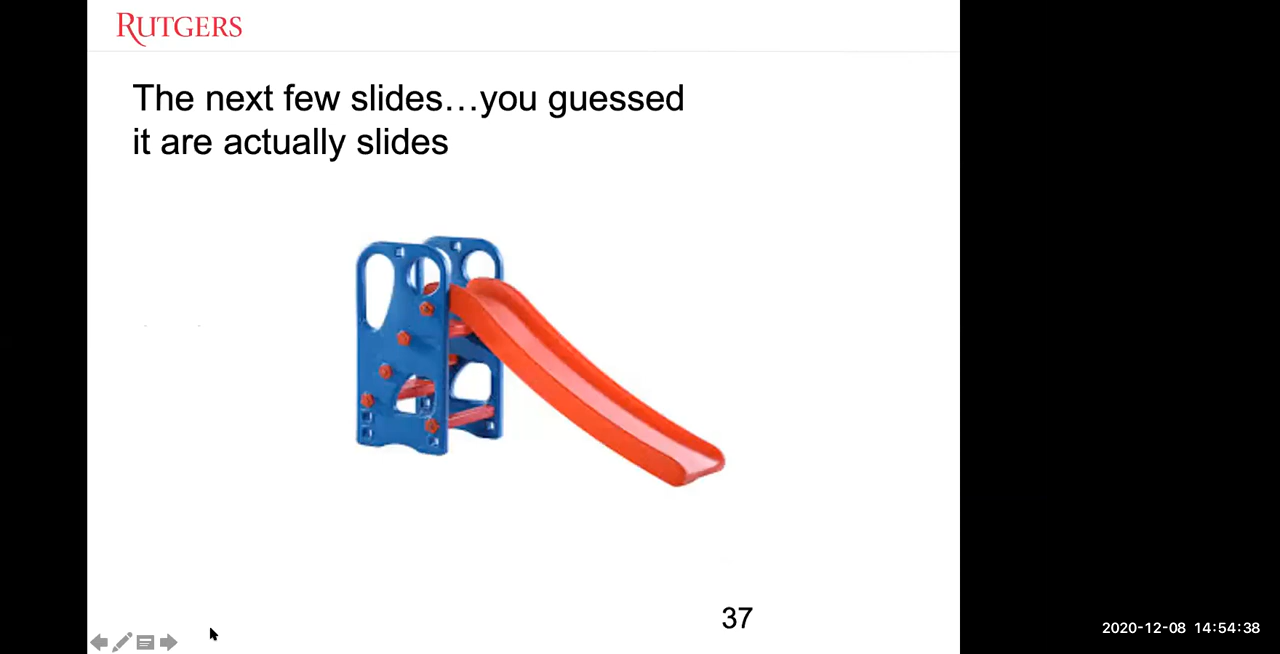 RUTGERS
The next few slides…you guessed
it are actually slides
37
2020-12-08 14:54:38